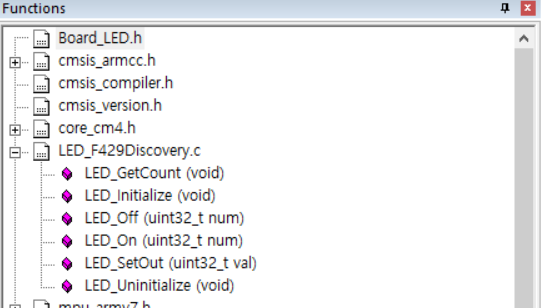 Functions
Board_LED.h
cmsis_armcc.h
cmsis_compiler.h
cmsis_version.h
core_cm4.h
LED_F429Discovery.c
LED_GetCount (void)
LED_Initialize (void)
LED_Off (uint32_t num)
LED_On (uint32_t num)
LED_SetOut (uint32_t val)
LED_Uninitialize (void)
mpu_armv7.h